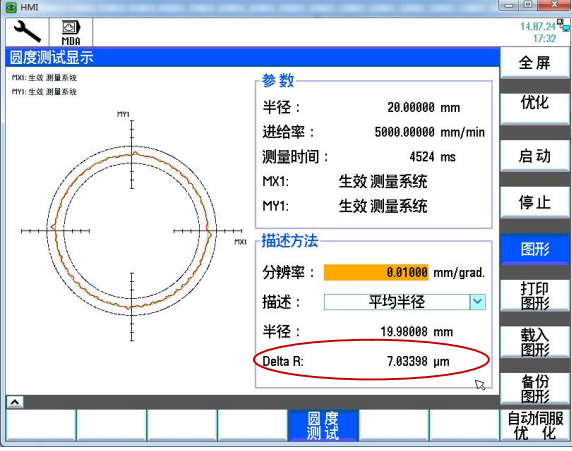 HMI
MDA
14.07.24
17:32
圆度测试显示
MX1: 生效 测量系统
MY1: 生效 测量系统
MY1
MX1
参数
半径： 20.00000 mm
进给率： 5000.00000 mm/min
测量时间： 4524 ms
MX1: 生效 测量系统
MY1: 生效 测量系统
描述方法
分辨率： 0.01000 mm/grad.
描述： 平均半径
半径： 19.98008 mm
Delta R: 7.03398 μm
全屏
优化
启动
停止
图形
打印
图形
载入
图形
备份
图形
圆度
测试
自动伺服
优 化